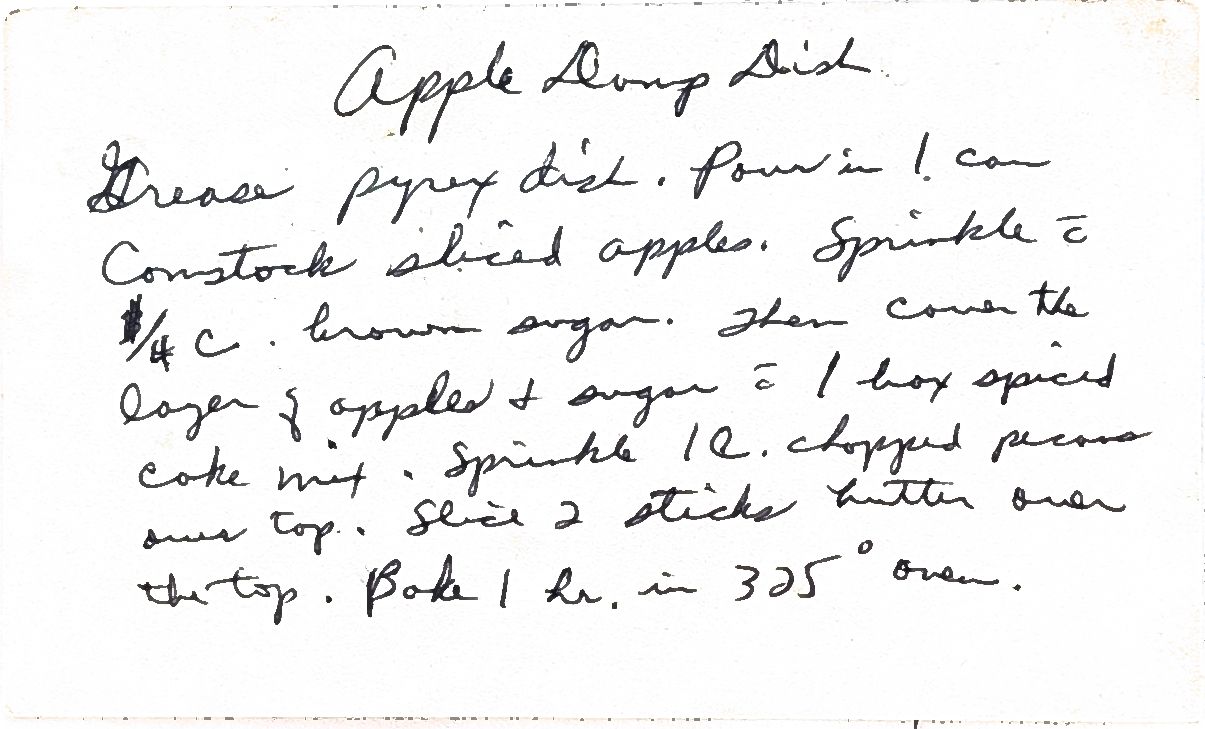 Apple Dump Dish
Grease pyrex dish. Pour in 1 can
Comstock sliced apples. Sprinkle c̄
1/4 c. brown sugar. Then cover the
layer of apples & sugar c̄ 1 box spiced
cake mix. Sprinkle 1 C. chopped pecans
over top. Slice 2 sticks butter over
the top. Bake 1 hr. in 325° oven.